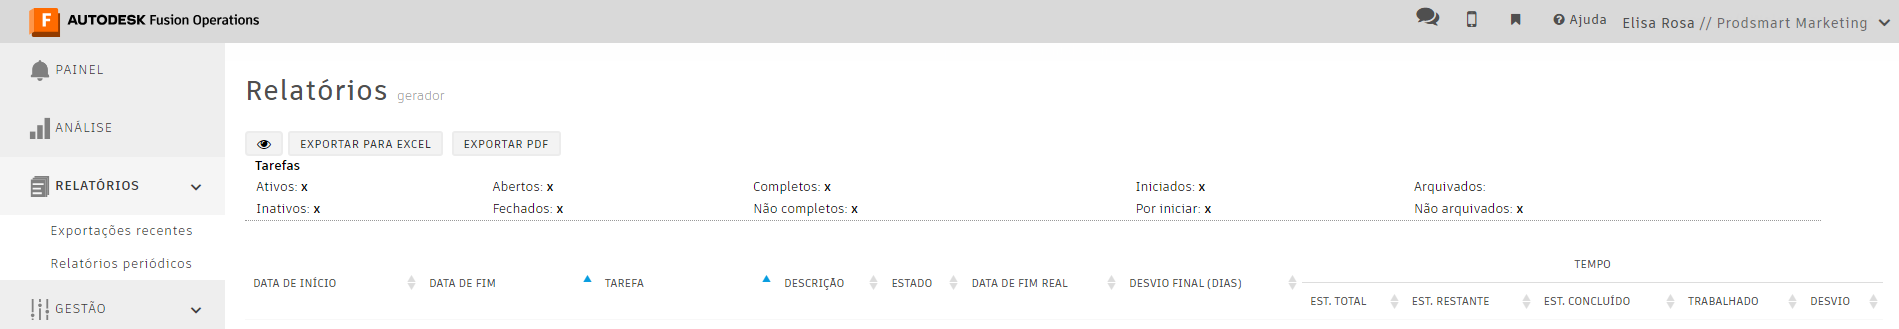 AUTODESK Fusion Operations
Ajuda
Elisa Rosa // Prodsmart Marketing
PAINEL
ANÁLISE
RELATÓRIOS
Exportações recentes
Relatórios periódicos
GESTÃO
Relatórios gerador
EXPORTAR PARA EXCEL
EXPORTAR PDF
Tarefas
Ativos: x Abertos: x Completos: x Iniciados: x Arquivados:
Inativos: x Fechados: x Não completos: x Por iniciar: x Não arquivados: x
TEMPO
DATA DE INÍCIO DATA DE FIM TAREFA DESCRIÇÃO ESTADO DATA DE FIM REAL DESVIO FINAL (DIAS)
EST. TOTAL EST. RESTANTE EST. CONCLUÍDO TRABALHADO DESVIO